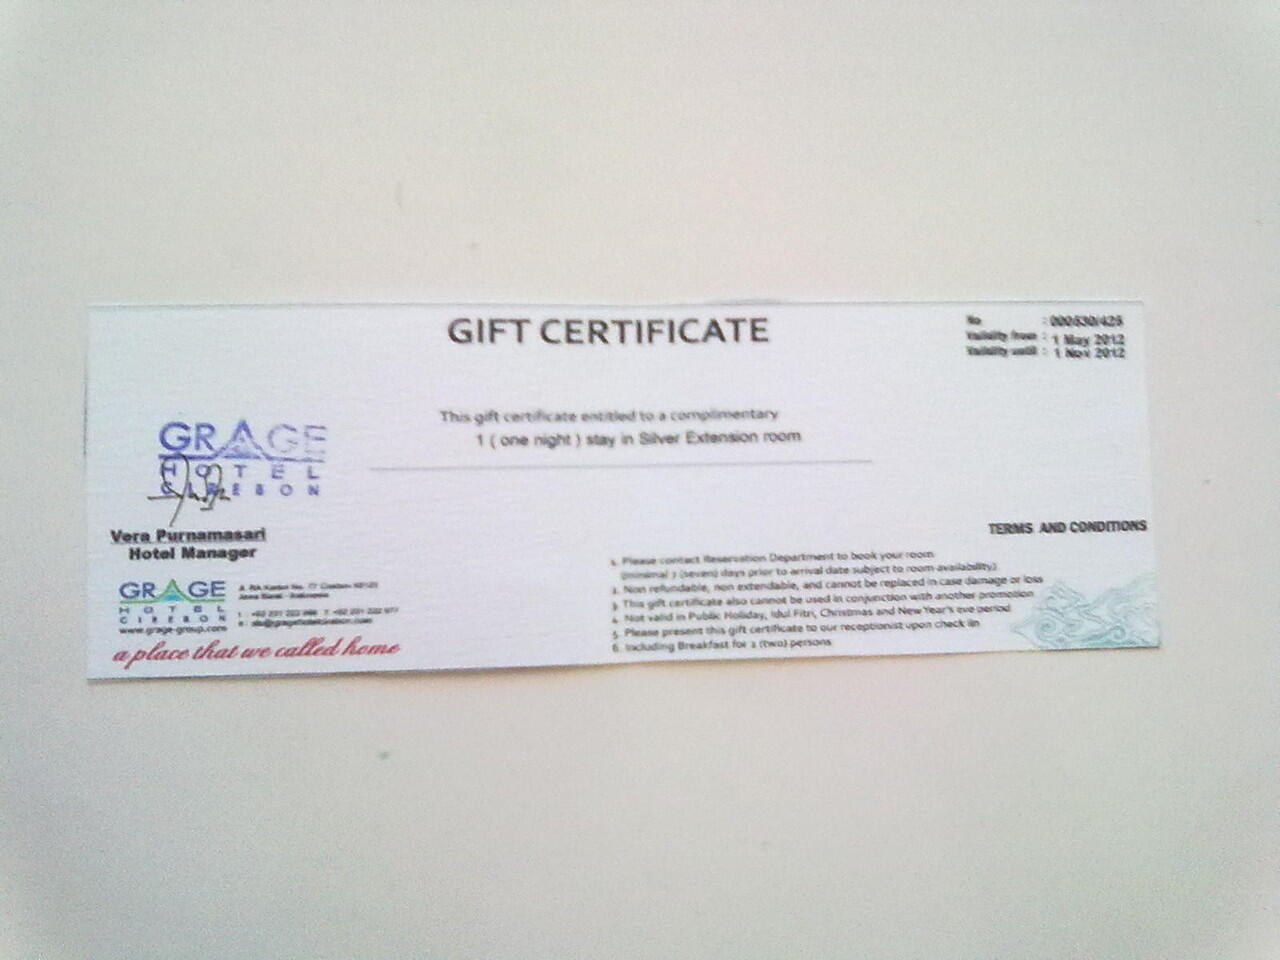 GIFT CERTIFICATE
No : 000530/425
Validity from : 1 May 2012
Validity until : 1 Nov 2012
This gift certificate entitled to a complimentary
1 ( one night ) stay in Silver Extension room
GRAGE
HOTEL
CIREBON
Vera Purnamasari
Hotel Manager
GRAGE
HOTEL
CIREBON
www.grage-group.com
a place that we called home
TERMS AND CONDITIONS
1. Please contact Reservation Department to book your room
(minimal 7 (seven) days prior to arrival date subject to room availability)
2. Non refundable, non extendable, and cannot be replaced in case damage or loss
3. This gift certificate also cannot be used in conjunction with another promotion
4. Not valid in Public Holiday, Idul Fitri, Christmas and New Year's eve period
5. Please present this gift certificate to our receptionist upon check in
6. Including Breakfast for 2 (two) persons